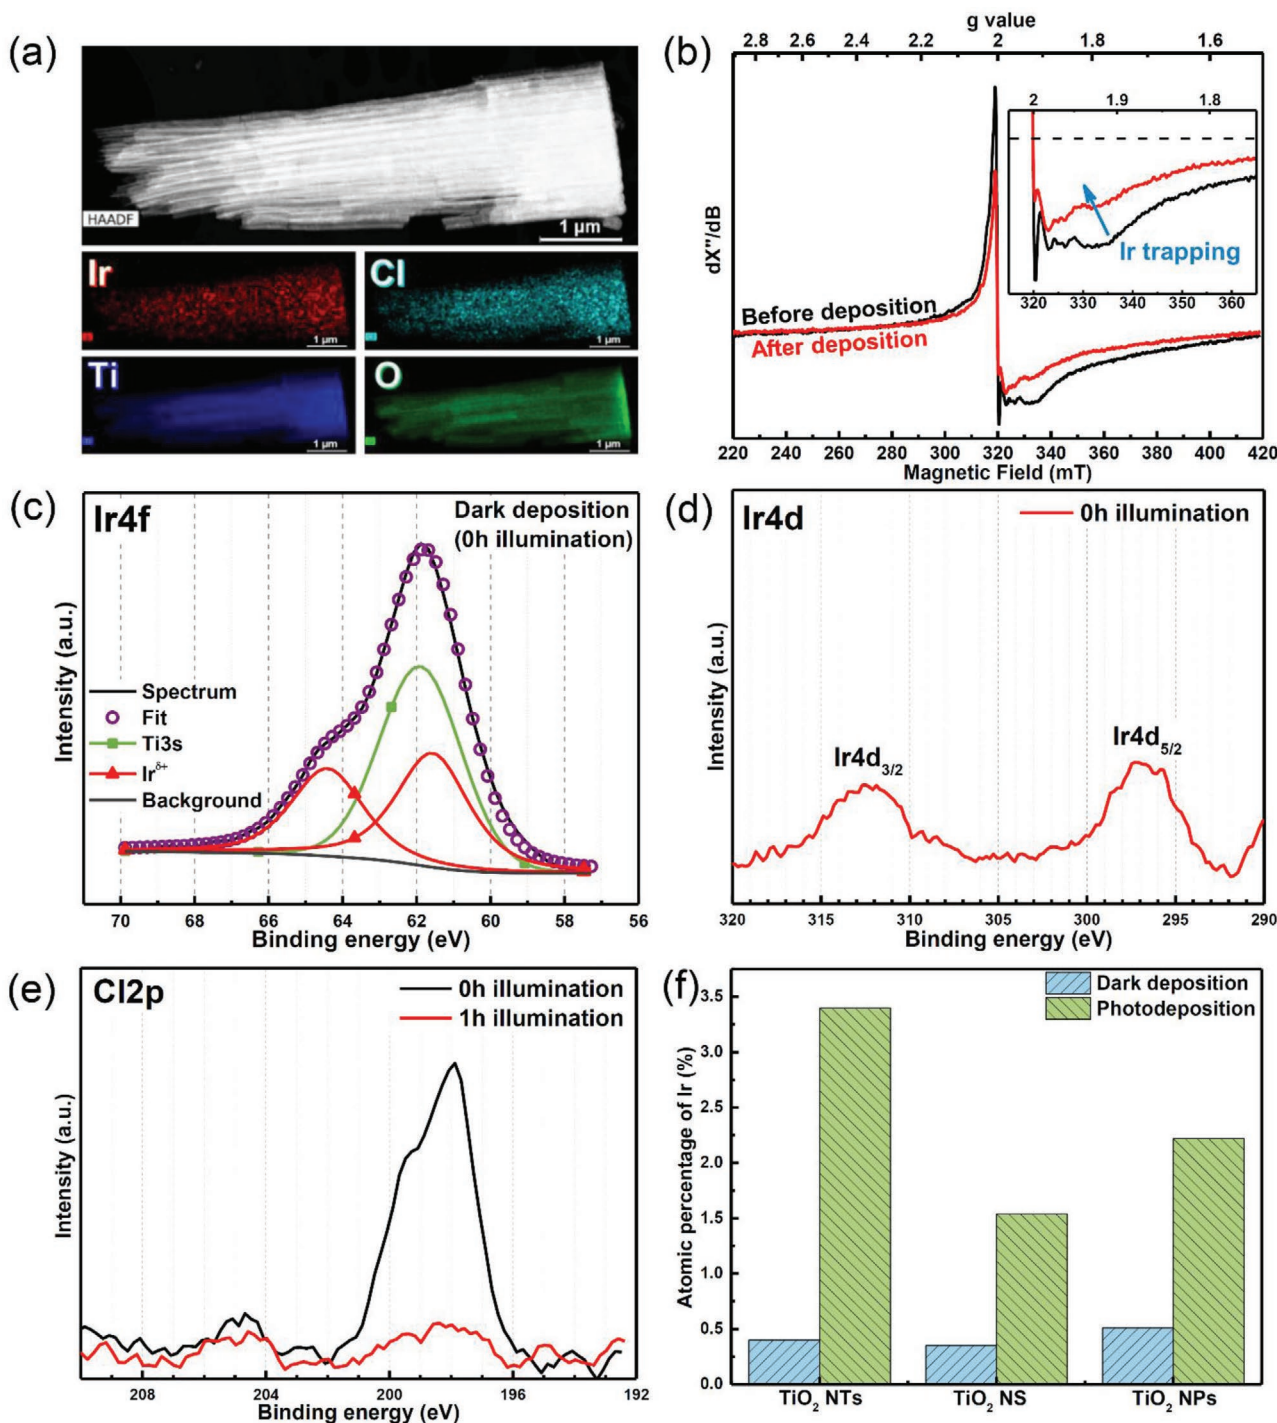 (a)
HAADF
1 μm
Ir
1 μm
Cl
1 μm
Ti
1 μm
O
1 μm
(b)
g value
2.8 2.6 2.4 2.2 2 1.8 1.6
dX''/dB
Before deposition
After deposition
2 1.9 1.8
Ir trapping
320 330 340 350 360
220 240 260 280 300 320 340 360 380 400 420
Magnetic Field (mT)
(c)
Ir4f
Dark deposition
(0h illumination)
Intensity (a.u.)
Spectrum
Fit
Ti3s
Irδ+
Background
70 68 66 64 62 60 58 56
Binding energy (eV)
(d)
Ir4d
0h illumination
Intensity (a.u.)
Ir4d3/2
Ir4d5/2
320 315 310 305 300 295 290
Binding energy (eV)
(e)
Cl2p
0h illumination
1h illumination
Intensity (a.u.)
208 204 200 196 192
Binding energy (eV)
(f)
Dark deposition
Photodeposition
Atomic percentage of Ir (%)
3.5
3.0
2.5
2.0
1.5
1.0
0.5
0.0
TiO2 NTs TiO2 NS TiO2 NPs